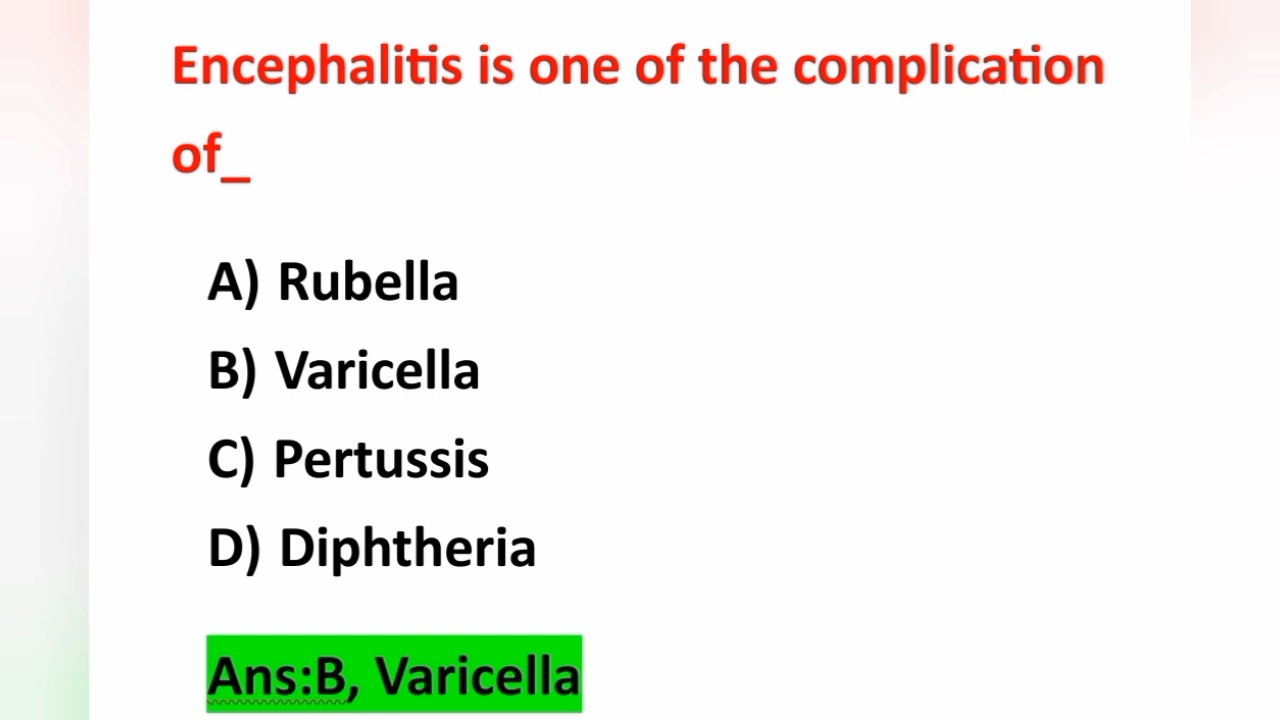 Encephalitis is one of the complication
of_
A) Rubella
B) Varicella
C) Pertussis
D) Diphtheria
Ans:B, Varicella